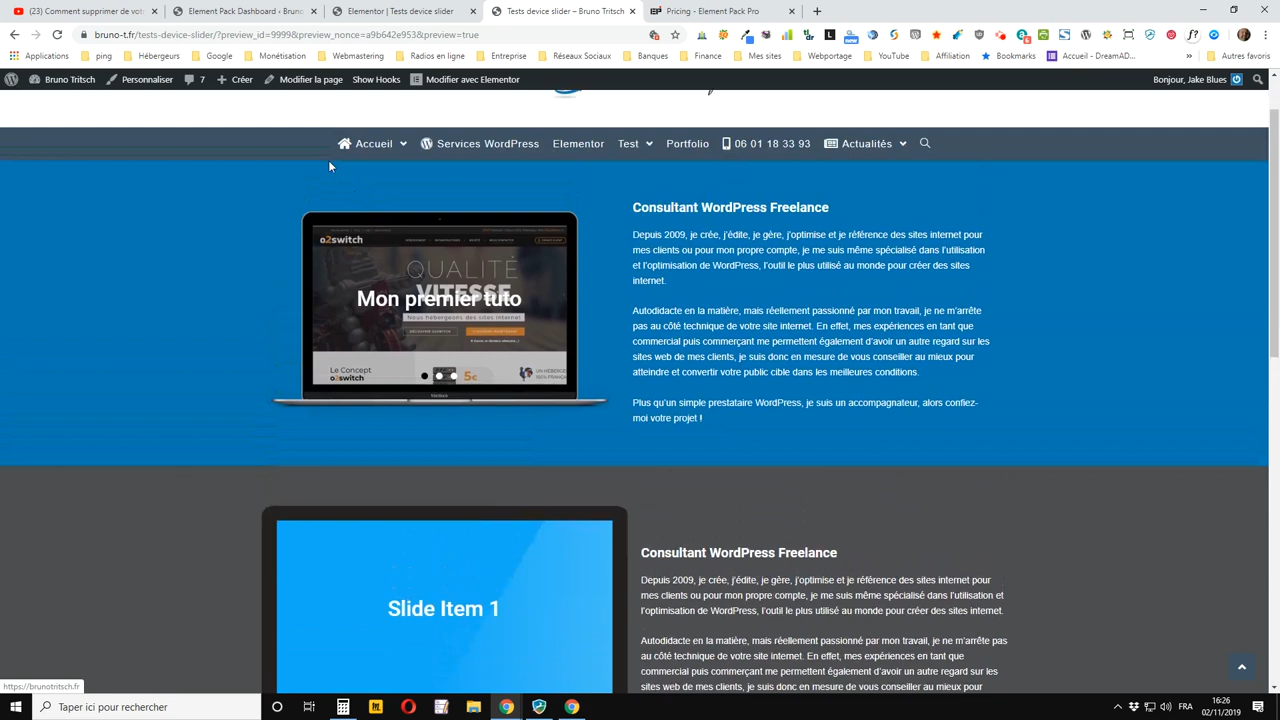 (23) Comment supprimer de vot
Element Pack Dashboard ‹ Bruno
Elementor | Tests device slider
Tests device slider – Bruno Tritsch
Pricing - Element Pack Pro
bruno-t.fr/tests-device-slider/?preview_id=9999&preview_nonce=a9b642e953&preview=true
Applications
ping
Hébergeurs
Google
Monétisation
Webmastering
Radios en ligne
Entreprise
Réseaux Sociaux
Banques
Finance
Mes sites
Webportage
YouTube
Affiliation
Bookmarks
Accueil - DreamAD...
»
Autres favoris
Bruno Tritsch
Personnaliser
7
Créer
Modifier la page
Show Hooks
Modifier avec Elementor
Bonjour, Jake Blues
Accueil
Services WordPress
Elementor
Test
Portfolio
06 01 18 33 93
Actualités
o2switch
QUALITÉ
VITESSE
Mon premier tuto
Nous hébergeons des sites internet
Le Concept
o2switch
5€
MacBook
Consultant WordPress Freelance
Depuis 2009, je crée, j’édite, je gère, j’optimise et je référence des sites internet pour
mes clients ou pour mon propre compte, je me suis même spécialisé dans l’utilisation
et l’optimisation de WordPress, l’outil le plus utilisé au monde pour créer des sites
internet.
Autodidacte en la matière, mais réellement passionné par mon travail, je ne m’arrête
pas au côté technique de votre site internet. En effet, mes expériences en tant que
commercial puis commerçant me permettent également d’avoir un autre regard sur les
sites web de mes clients, je suis donc en mesure de vous conseiller au mieux pour
atteindre et convertir votre public cible dans les meilleures conditions.
Plus qu’un simple prestataire WordPress, je suis un accompagnateur, alors confiez-
moi votre projet !
Slide Item 1
Consultant WordPress Freelance
Depuis 2009, je crée, j’édite, je gère, j’optimise et je référence des sites internet pour
mes clients ou pour mon propre compte, je me suis même spécialisé dans l’utilisation et
l’optimisation de WordPress, l’outil le plus utilisé au monde pour créer des sites internet.
Autodidacte en la matière, mais réellement passionné par mon travail, je ne m’arrête pas
au côté technique de votre site internet. En effet, mes expériences en tant que
commercial puis commerçant me permettent également d’avoir un autre regard sur les
sites web de mes clients, je suis donc en mesure de vous conseiller au mieux pour
https://brunotritsch.fr
Taper ici pour rechercher
FRA
16:26
02/11/2019